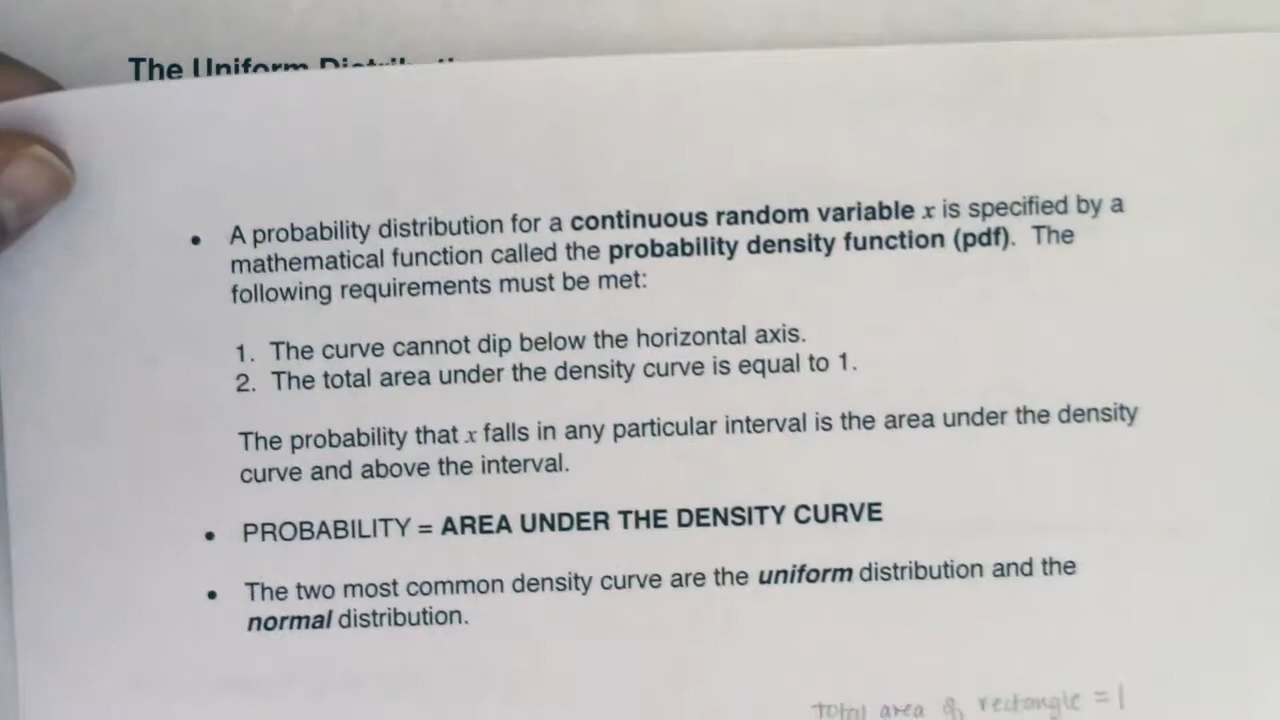 The Uniform
• A probability distribution for a continuous random variable x is specified by a
mathematical function called the probability density function (pdf). The
following requirements must be met:
1. The curve cannot dip below the horizontal axis.
2. The total area under the density curve is equal to 1.
The probability that x falls in any particular interval is the area under the density
curve and above the interval.
• PROBABILITY = AREA UNDER THE DENSITY CURVE
• The two most common density curve are the uniform distribution and the
normal distribution.
total area of rectangle = 1